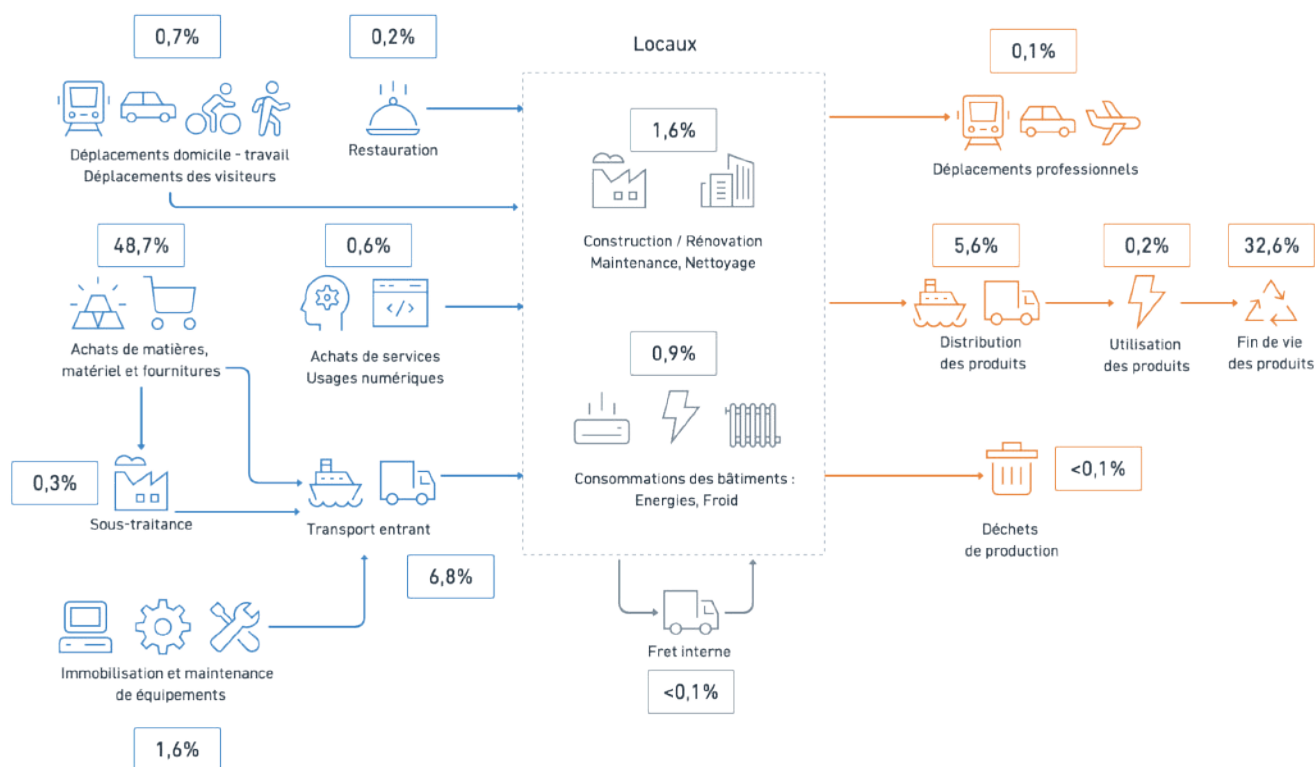 0,7%
Déplacements domicile - travail
Déplacements des visiteurs
0,2%
Restauration
Locaux
1,6%
Construction / Rénovation
Maintenance, Nettoyage
0,1%
Déplacements professionnels
48,7%
Achats de matières,
matériel et fournitures
0,6%
</>
Achats de services
Usages numériques
0,9%
Consommations des bâtiments :
Energies, Froid
5,6%
Distribution
des produits
0,2%
Utilisation
des produits
32,6%
Fin de vie
des produits
0,3%
Sous-traitance
Transport entrant
6,8%
<0,1%
Déchets
de production
Immobilisation et maintenance
de équipements
1,6%
Fret interne
<0,1%